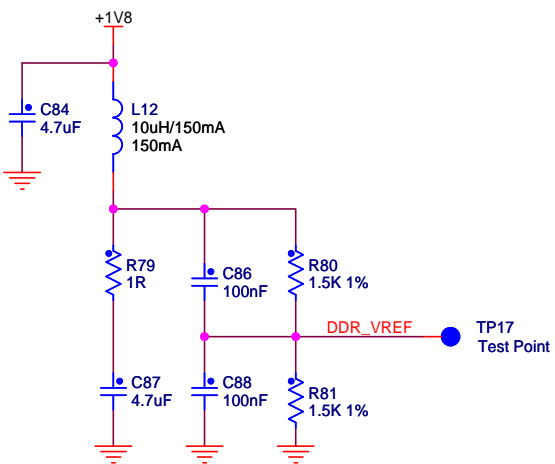 +1V8
C84
4.7uF
L12
10uH/150mA
150mA
R79
1R
C86
100nF
R80
1.5K 1%
DDR_VREF
TP17
Test Point
C87
4.7uF
C88
100nF
R81
1.5K 1%